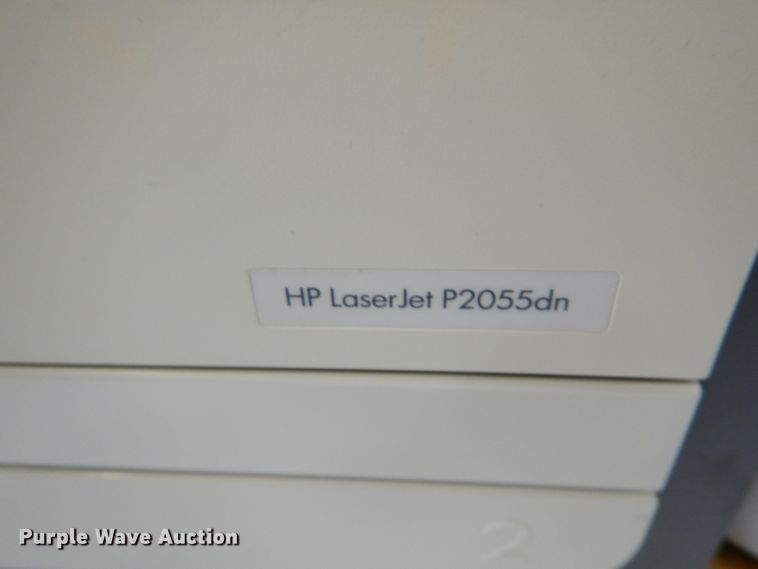 HP LaserJet P2055dn
2
Purple Wave Auction